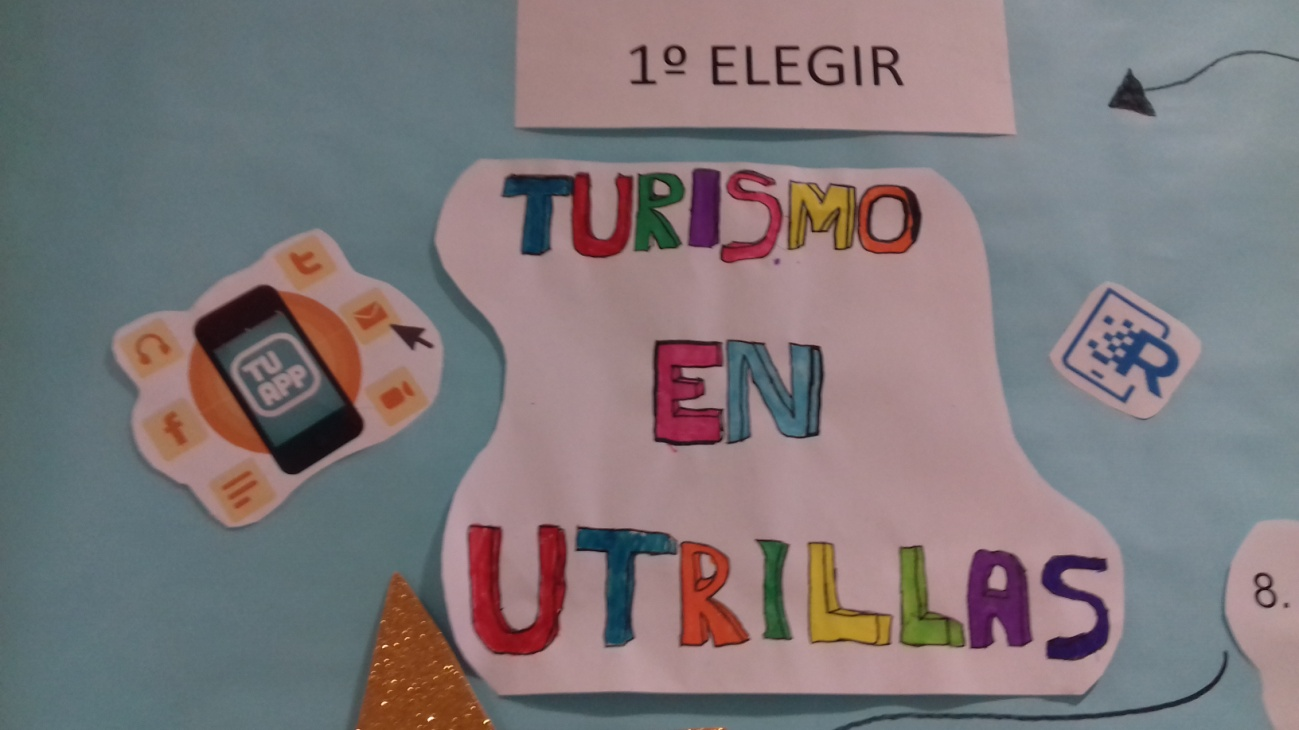 1º ELEGIR
TURISMO
EN
UTRILLAS
TU
APP
R
8.